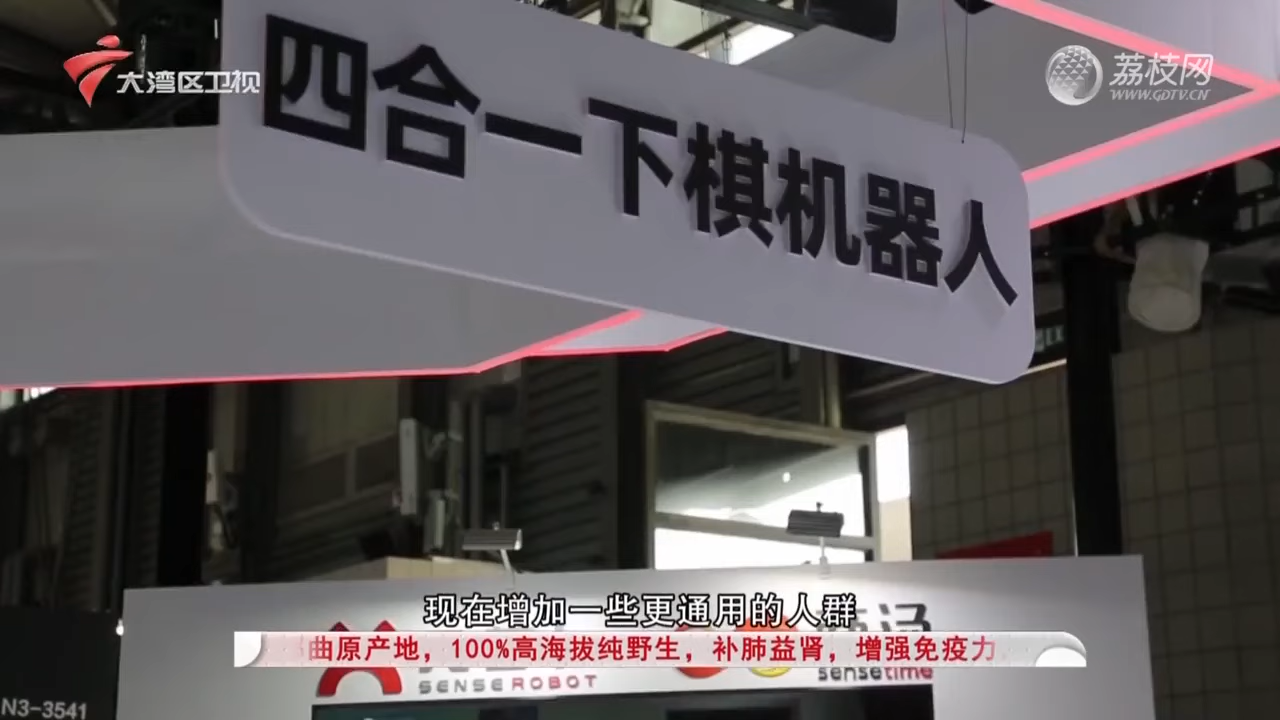 大湾区卫视
荔枝网
WWW.GDTV.CN
四合一下棋机器人
现在增加一些更通用的人群
曲原产地，100%高海拔纯野生，补肺益肾，增强免疫力
SENSEROBOT
sensetime
N3-3541